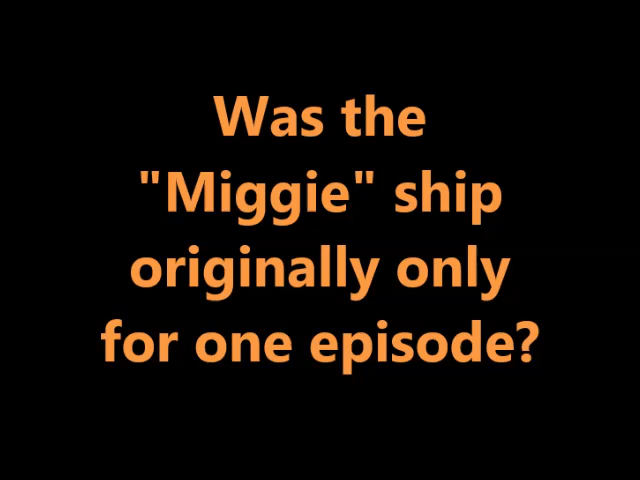 Was the
"Miggie" ship
originally only
for one episode?